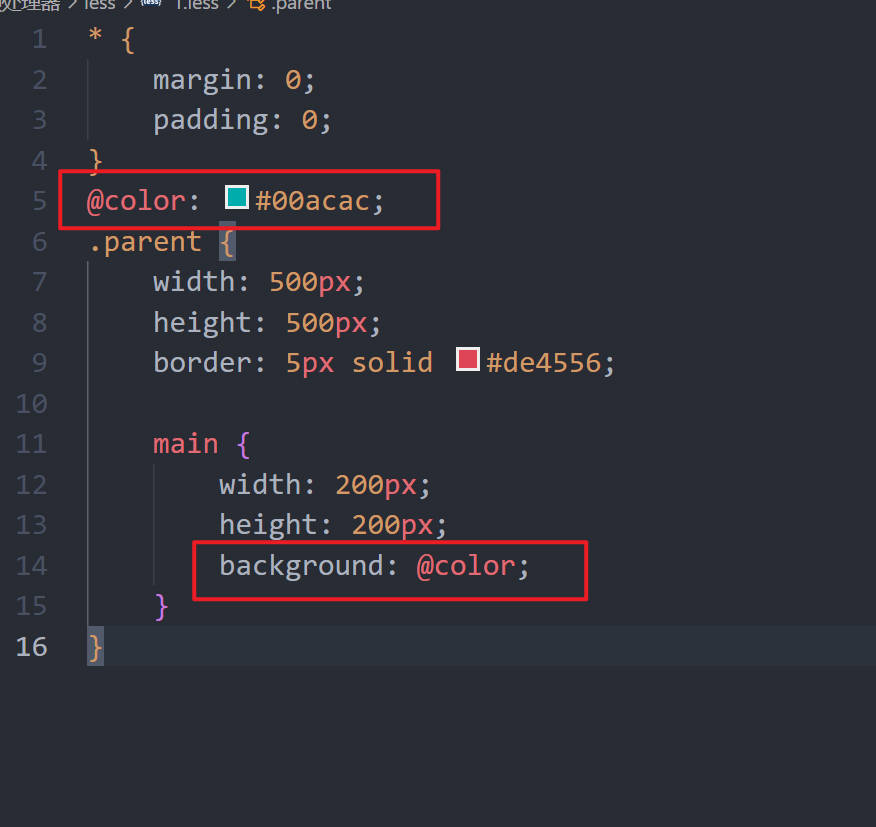 处理器 > less > {less} 1.less > .parent
1 * {
2 margin: 0;
3 padding: 0;
4 }
5 @color: #00acac;
6 .parent {
7 width: 500px;
8 height: 500px;
9 border: 5px solid #de4556;
10
11 main {
12 width: 200px;
13 height: 200px;
14 background: @color;
15 }
16 }